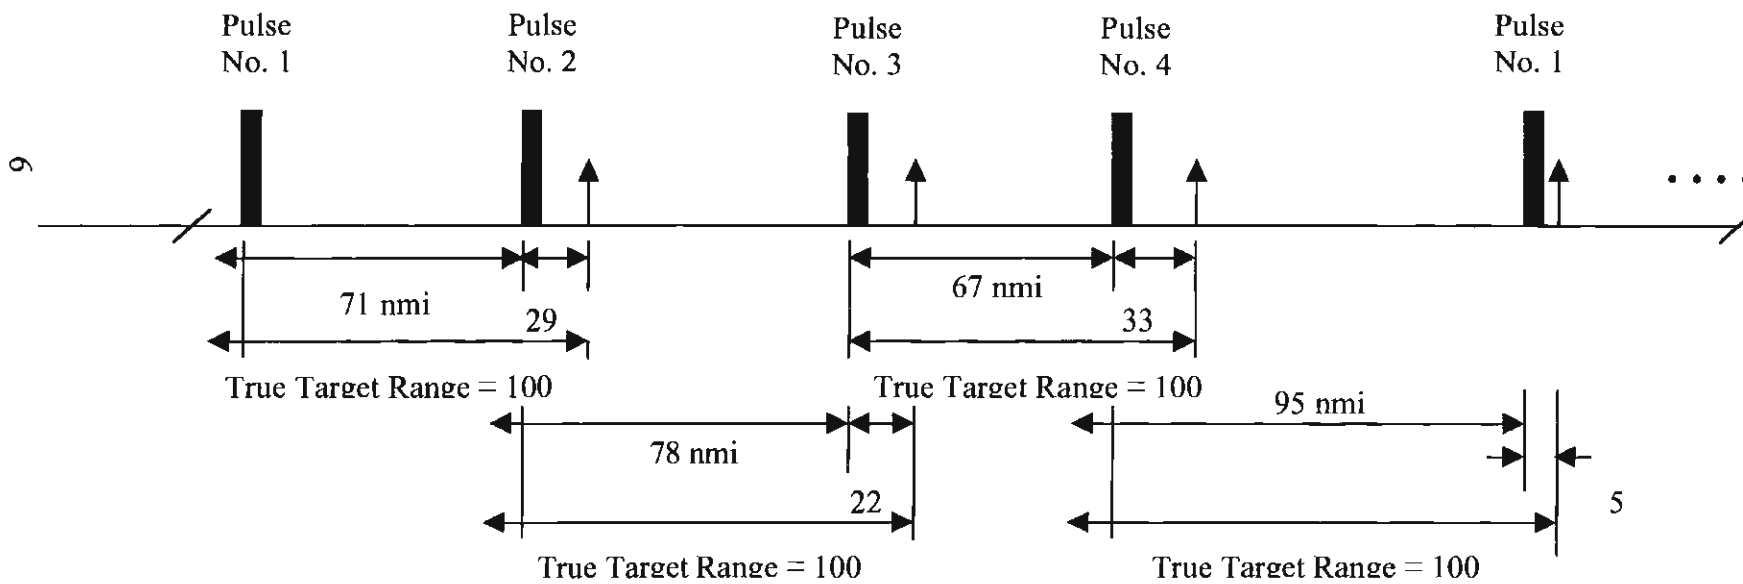 Pulse No. 1
Pulse No. 2
Pulse No. 3
Pulse No. 4
Pulse No. 1
9
71 nmi
29
True Target Range = 100
67 nmi
33
True Target Range = 100
78 nmi
22
True Target Range = 100
95 nmi
5
True Target Range = 100